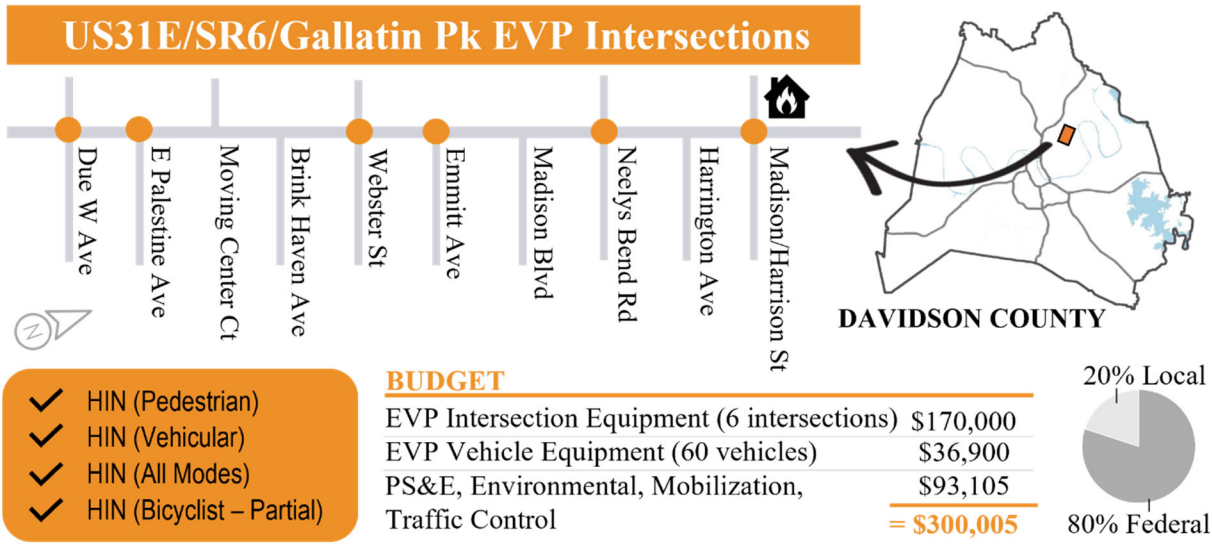 US31E/SR6/Gallatin Pk EVP Intersections
Due W Ave
E Palestine Ave
Moving Center Ct
Brink Haven Ave
Webster St
Emmitt Ave
Madison Blvd
Neelys Bend Rd
Harrington Ave
Madison/Harrison St
N
DAVIDSON COUNTY
HIN (Pedestrian)
HIN (Vehicular)
HIN (All Modes)
HIN (Bicyclist – Partial)
BUDGET
EVP Intersection Equipment (6 intersections) $170,000
EVP Vehicle Equipment (60 vehicles) $36,900
PS&E, Environmental, Mobilization, $93,105
Traffic Control
= $300,005
20% Local
80% Federal